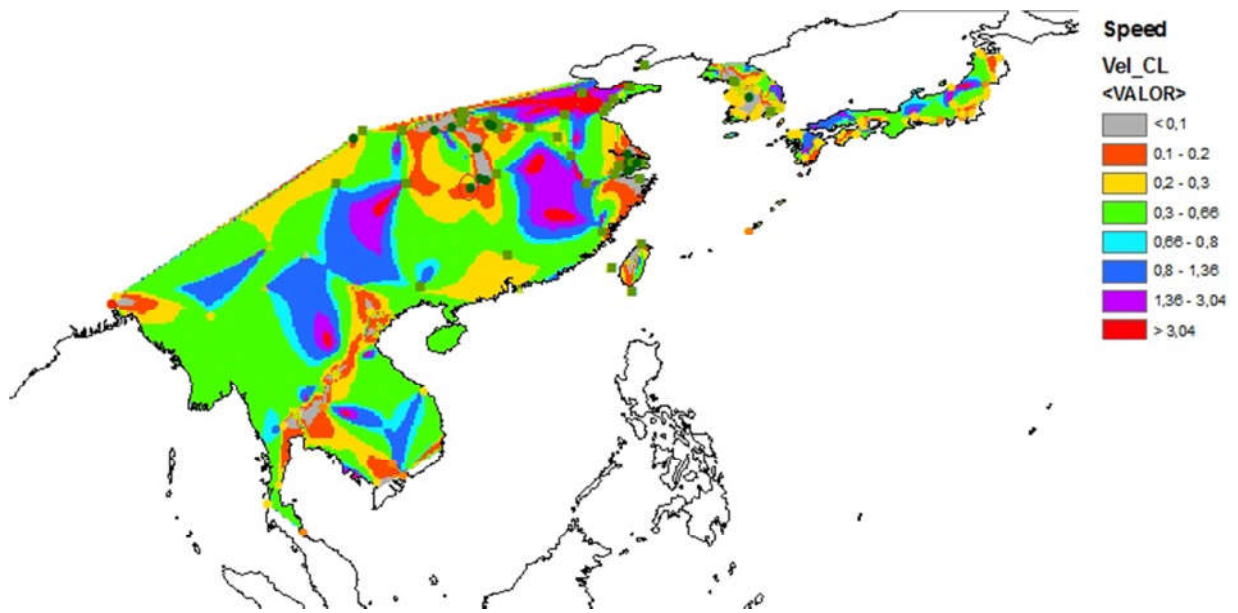 Speed
Vel_CL
<VALOR>
< 0,1
0.1 - 0.2
0,2 - 0,3
0,3 - 0,66
0,66 - 0,8
0,8 - 1,36
1,36 - 3,04
> 3,04